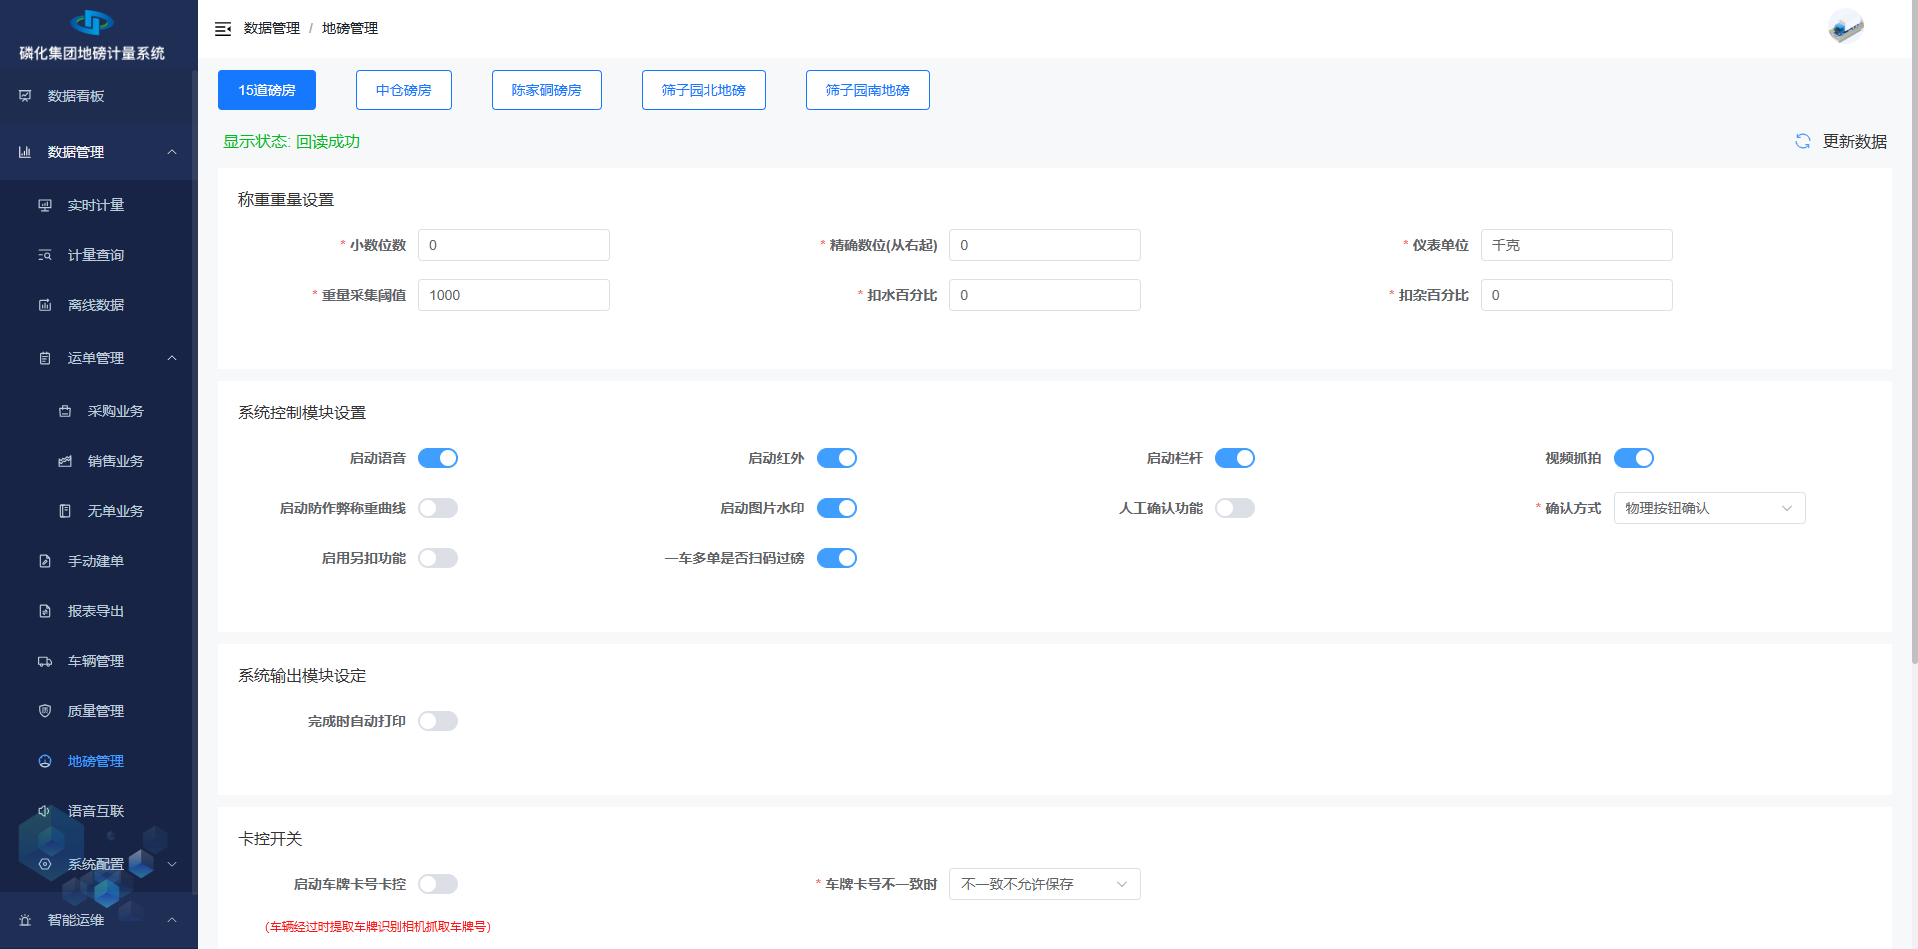 磷化集团地磅计量系统
数据看板
数据管理
实时计量
计量查询
离线数据
运单管理
采购业务
销售业务
无单业务
手动建单
报表导出
车辆管理
质量管理
地磅管理
语音互联
系统配置
智能运维
数据管理 / 地磅管理
15道磅房 中仓磅房 陈家硐磅房 筛子园北地磅 筛子园南地磅
显示状态: 回读成功 更新数据
称重重量设置
* 小数位数 0 * 精确数位(从右起) 0 * 仪表单位 千克
* 重量采集阈值 1000 * 扣水百分比 0 * 扣杂百分比 0
系统控制模块设置
启动语音 启动红外 启动栏杆 视频抓拍
启动防作弊称重曲线 启动图片水印 人工确认功能 * 确认方式 物理按钮确认
启用另扣功能 一车多单是否扫码过磅
系统输出模块设定
完成时自动打印
卡控开关
启动车牌卡号卡控 * 车牌卡号不一致时 不一致不允许保存
(车辆经过时提取车牌识别相机抓取车牌号)